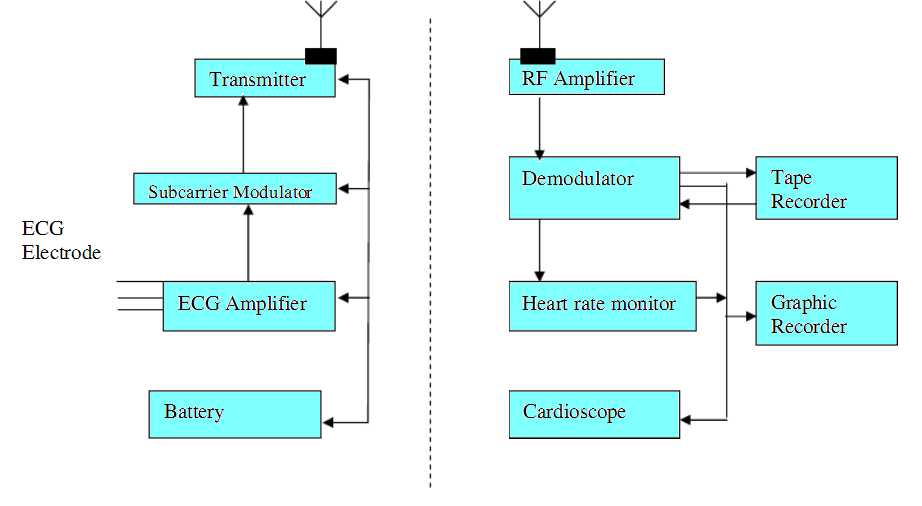 Transmitter
Subcarrier Modulator
ECG
Electrode
ECG Amplifier
Battery
RF Amplifier
Demodulator
Tape
Recorder
Heart rate monitor
Graphic
Recorder
Cardioscope